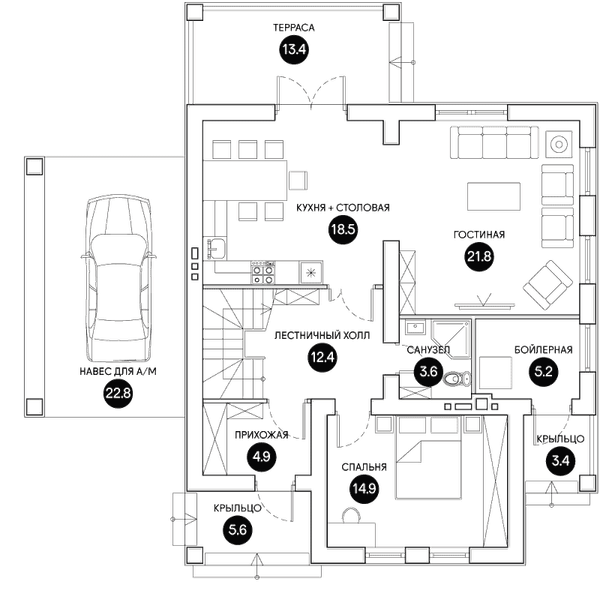 ТЕРРАСА
13.4
КУХНЯ + СТОЛОВАЯ
18.5
ГОСТИНАЯ
21.8
ЛЕСТНИЧНЫЙ ХОЛЛ
12.4
САНУЗЕЛ
3.6
БОЙЛЕРНАЯ
5.2
НАВЕС ДЛЯ А/М
22.8
ПРИХОЖАЯ
4.9
СПАЛЬНЯ
14.9
КРЫЛЬЦО
3.4
КРЫЛЬЦО
5.6